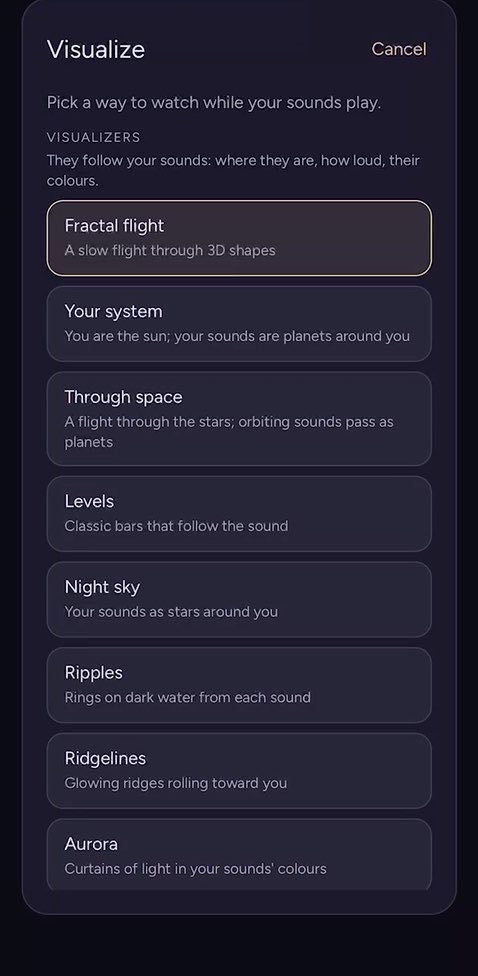 Visualize
Cancel
Pick a way to watch while your sounds play.
VISUALIZERS
They follow your sounds: where they are, how loud, their
colours.
Fractal flight
A slow flight through 3D shapes
Your system
You are the sun; your sounds are planets around you
Through space
A flight through the stars; orbiting sounds pass as
planets
Levels
Classic bars that follow the sound
Night sky
Your sounds as stars around you
Ripples
Rings on dark water from each sound
Ridgelines
Glowing ridges rolling toward you
Aurora
Curtains of light in your sounds' colours